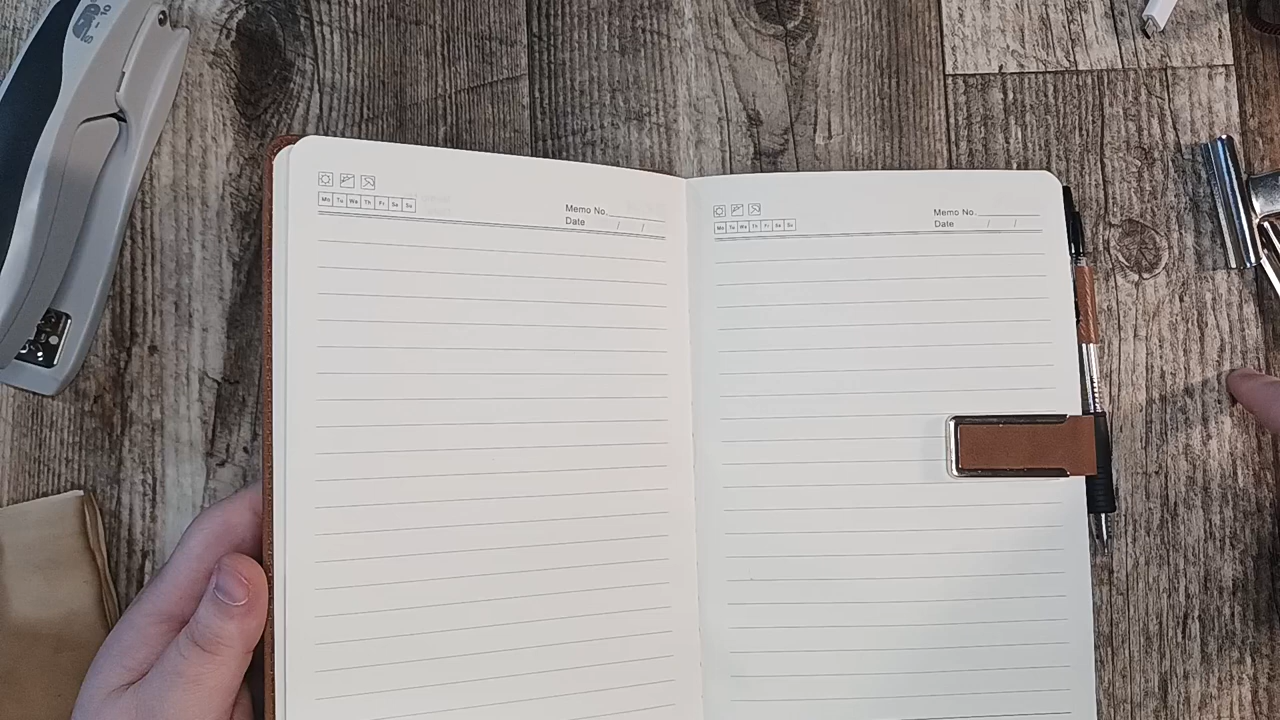 Mo Tu We Th Fr Sa Su
Memo No.
Date / /
Mo Tu We Th Fr Sa Su
Memo No.
Date / /